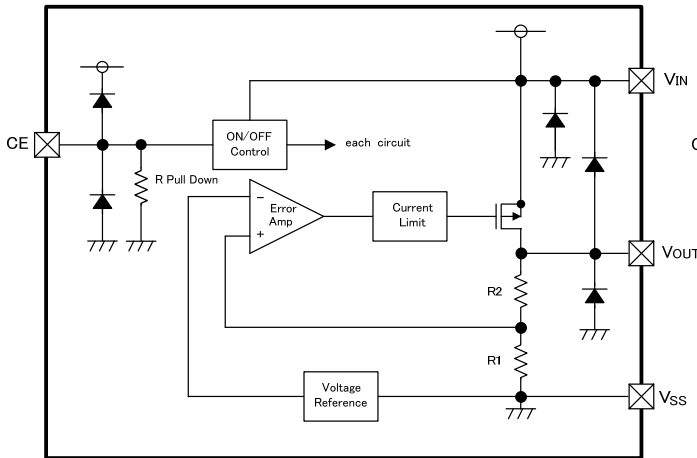 VIN
CE
ON/OFF
Control
each circuit
R Pull Down
−
Error
Amp
+
Current
Limit
VOUT
R2
R1
Voltage
Reference
VSS